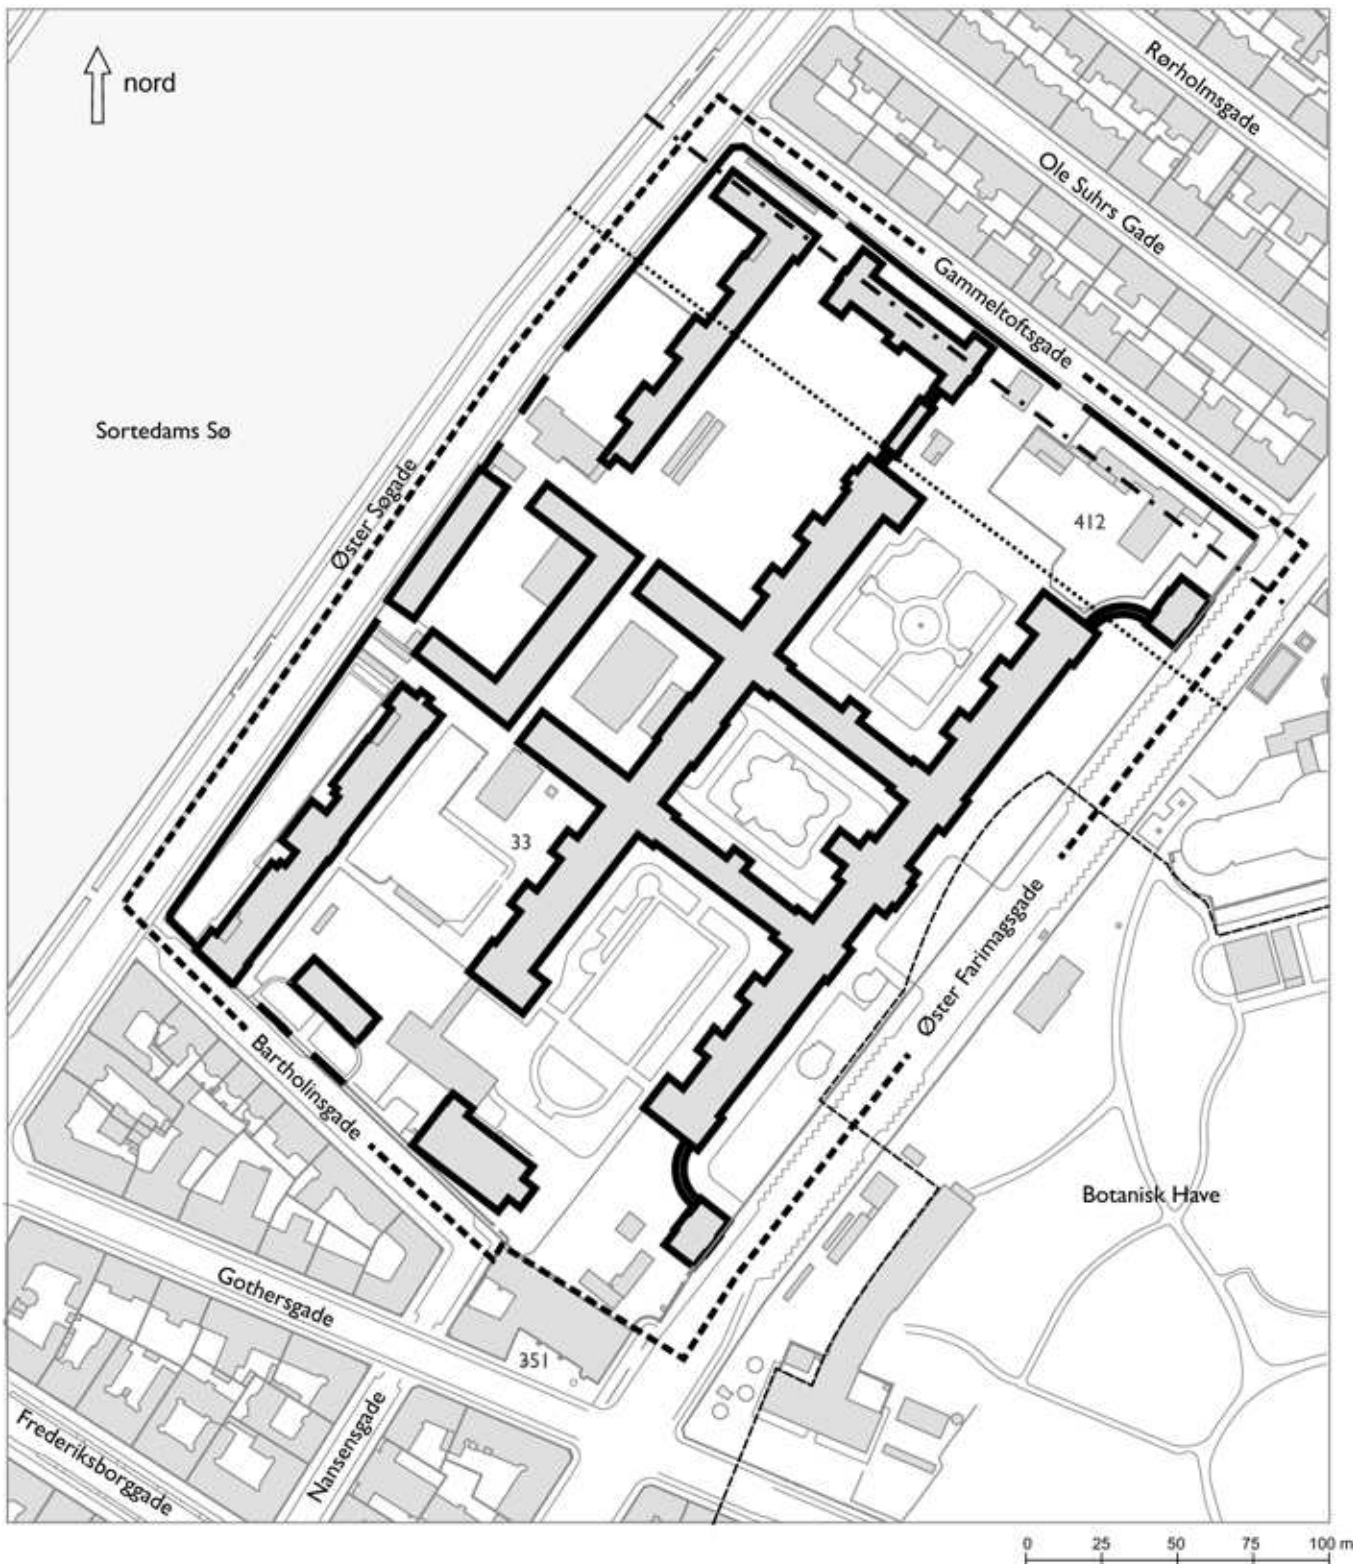 nord
Rørholmsgade
Ole Suhrs Gade
Gammeltoftsgade
Sortedams Sø
Øster Søgade
412
33
Øster Farimagsgade
Bartholinsgade
Botanisk Have
Gothersgade
351
Nansensgade
Frederiksborggade
0 25 50 75 100 m